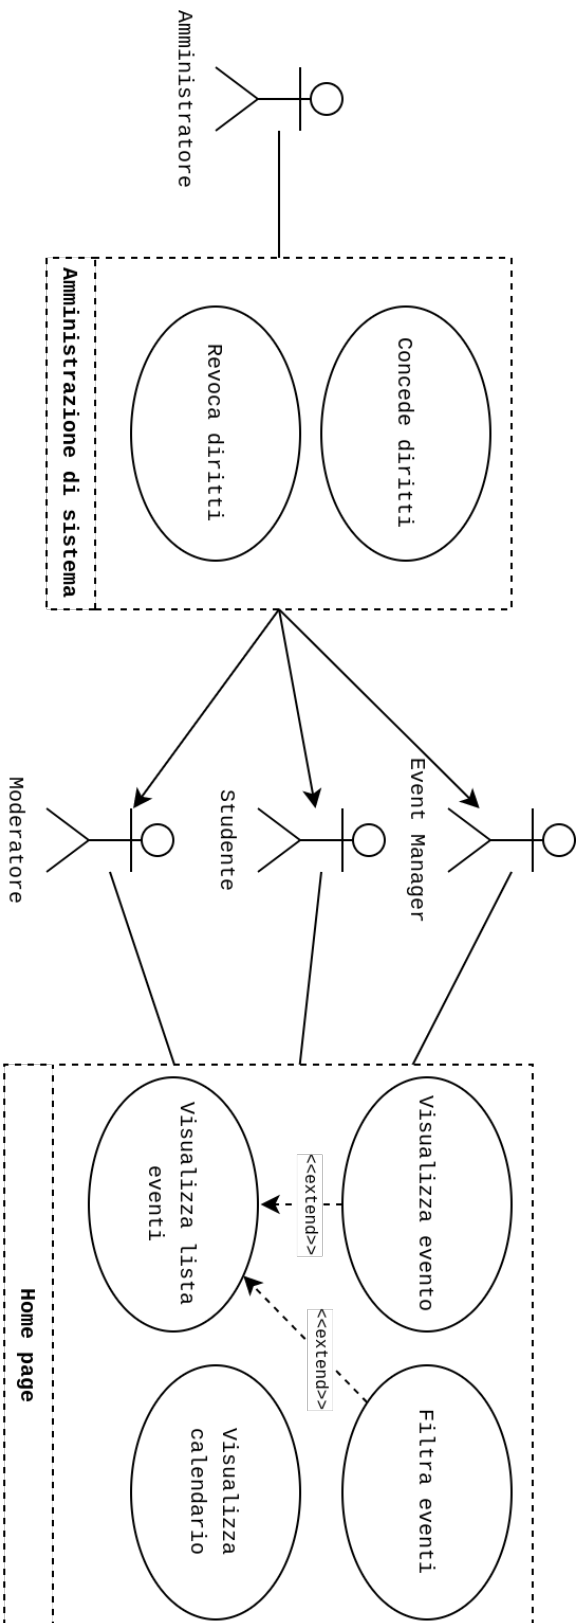 Amministratore
Amministrazione di sistema
Concede diritti
Revoca diritti
Event Manager
Studente
Moderatore
Home page
Visualizza evento
<<extend>>
Visualizza lista
eventi
Filtra eventi
<<extend>>
Visualizza
calendario